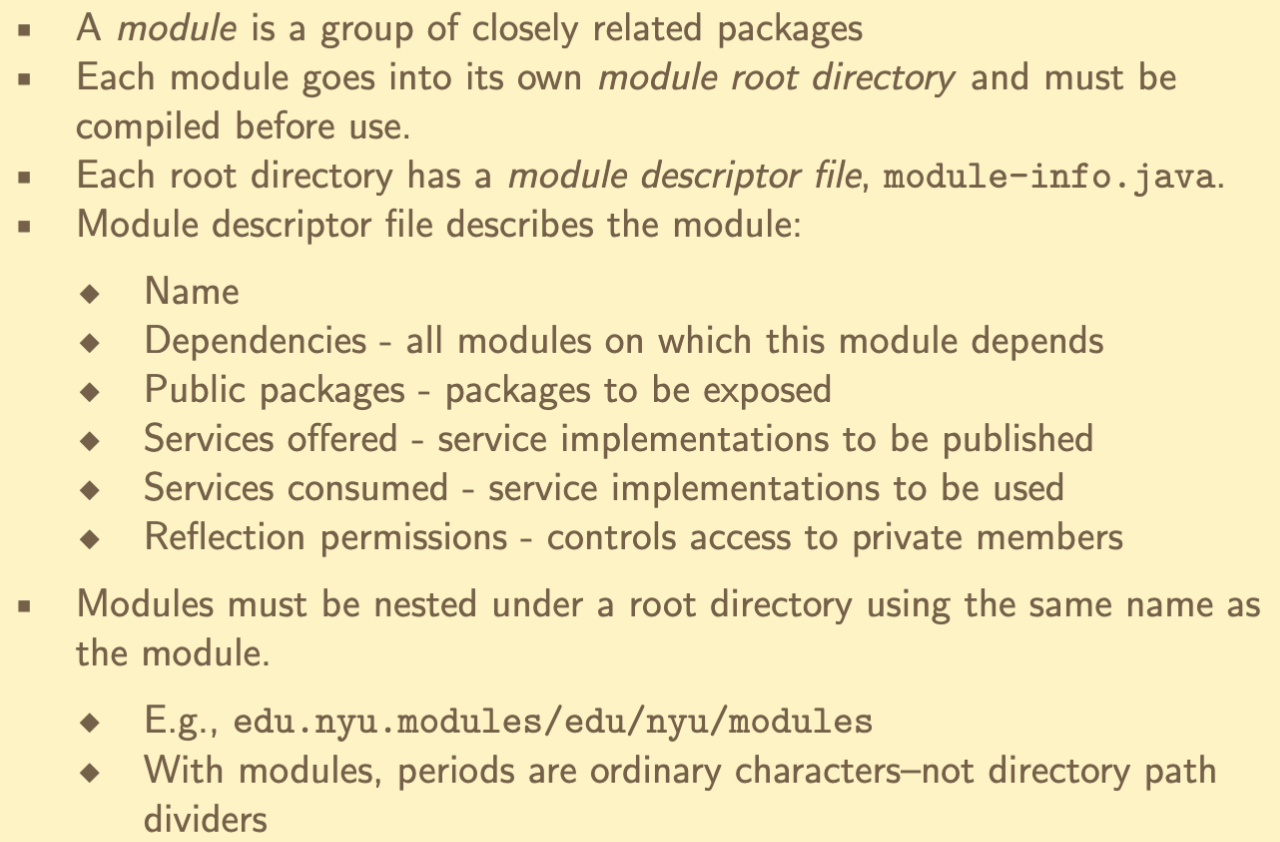 ▪ A module is a group of closely related packages
▪ Each module goes into its own module root directory and must be
compiled before use.
▪ Each root directory has a module descriptor file, module-info.java.
▪ Module descriptor file describes the module:
◆ Name
◆ Dependencies - all modules on which this module depends
◆ Public packages - packages to be exposed
◆ Services offered - service implementations to be published
◆ Services consumed - service implementations to be used
◆ Reflection permissions - controls access to private members
▪ Modules must be nested under a root directory using the same name as
the module.
◆ E.g., edu.nyu.modules/edu/nyu/modules
◆ With modules, periods are ordinary characters–not directory path
dividers